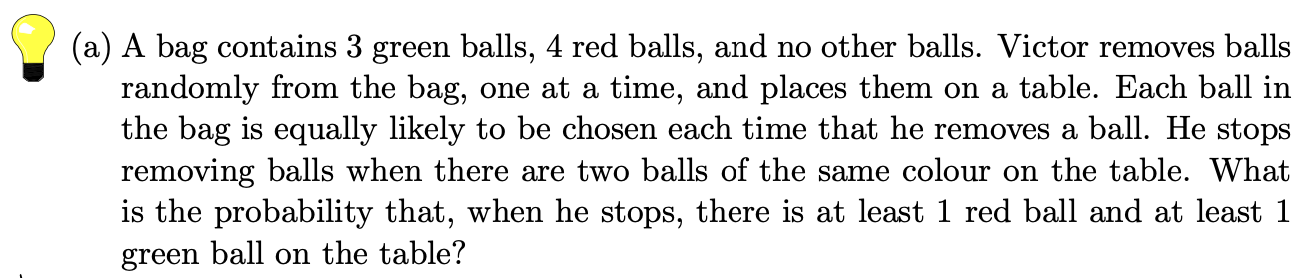 (a) A bag contains 3 green balls, 4 red balls, and no other balls. Victor removes balls
randomly from the bag, one at a time, and places them on a table. Each ball in
the bag is equally likely to be chosen each time that he removes a ball. He stops
removing balls when there are two balls of the same colour on the table. What
is the probability that, when he stops, there is at least 1 red ball and at least 1
green ball on the table?